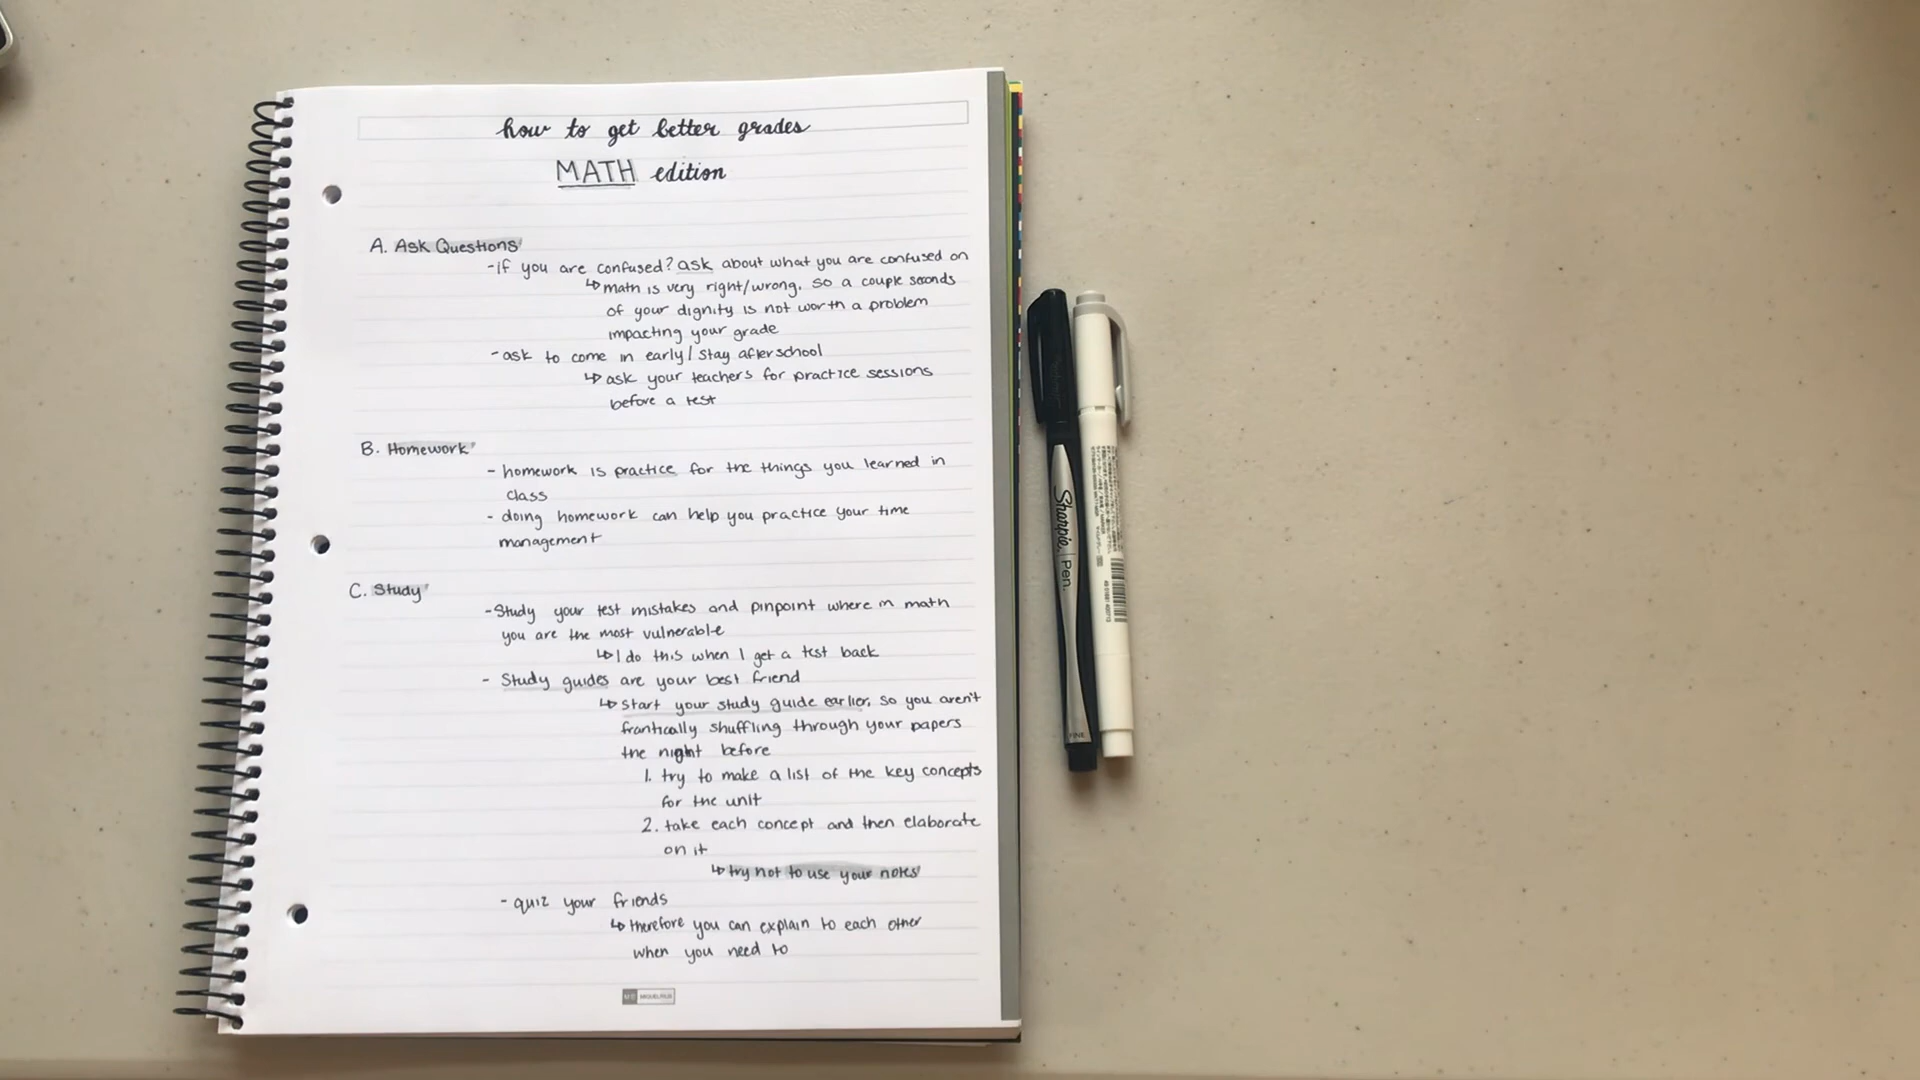 how to get better grades
MATH edition
A. Ask Questions
-if you are confused? ask about what you are confused on
↳ math is very right/wrong, so a couple seconds
of your dignity is not worth a problem
impacting your grade
- ask to come in early/stay afterschool
↳ ask your teachers for practice sessions
before a test
B. Homework
- homework is practice for the things you learned in
class
- doing homework can help you practice your time
management
C. Study
-Study your test mistakes and pinpoint where in math
you are the most vulnerable
↳ I do this when I get a test back
- Study guides are your best friend
↳ start your study guide earlier, so you aren't
frantically shuffling through your papers
the night before
1. try to make a list of the key concepts
for the unit
2. take each concept and then elaborate
on it
↳ try not to use your notes
- quiz your friends
↳ therefore you can explain to each other
when you need to
MIQUELRIUS
Sharpie. Pen.
FINE